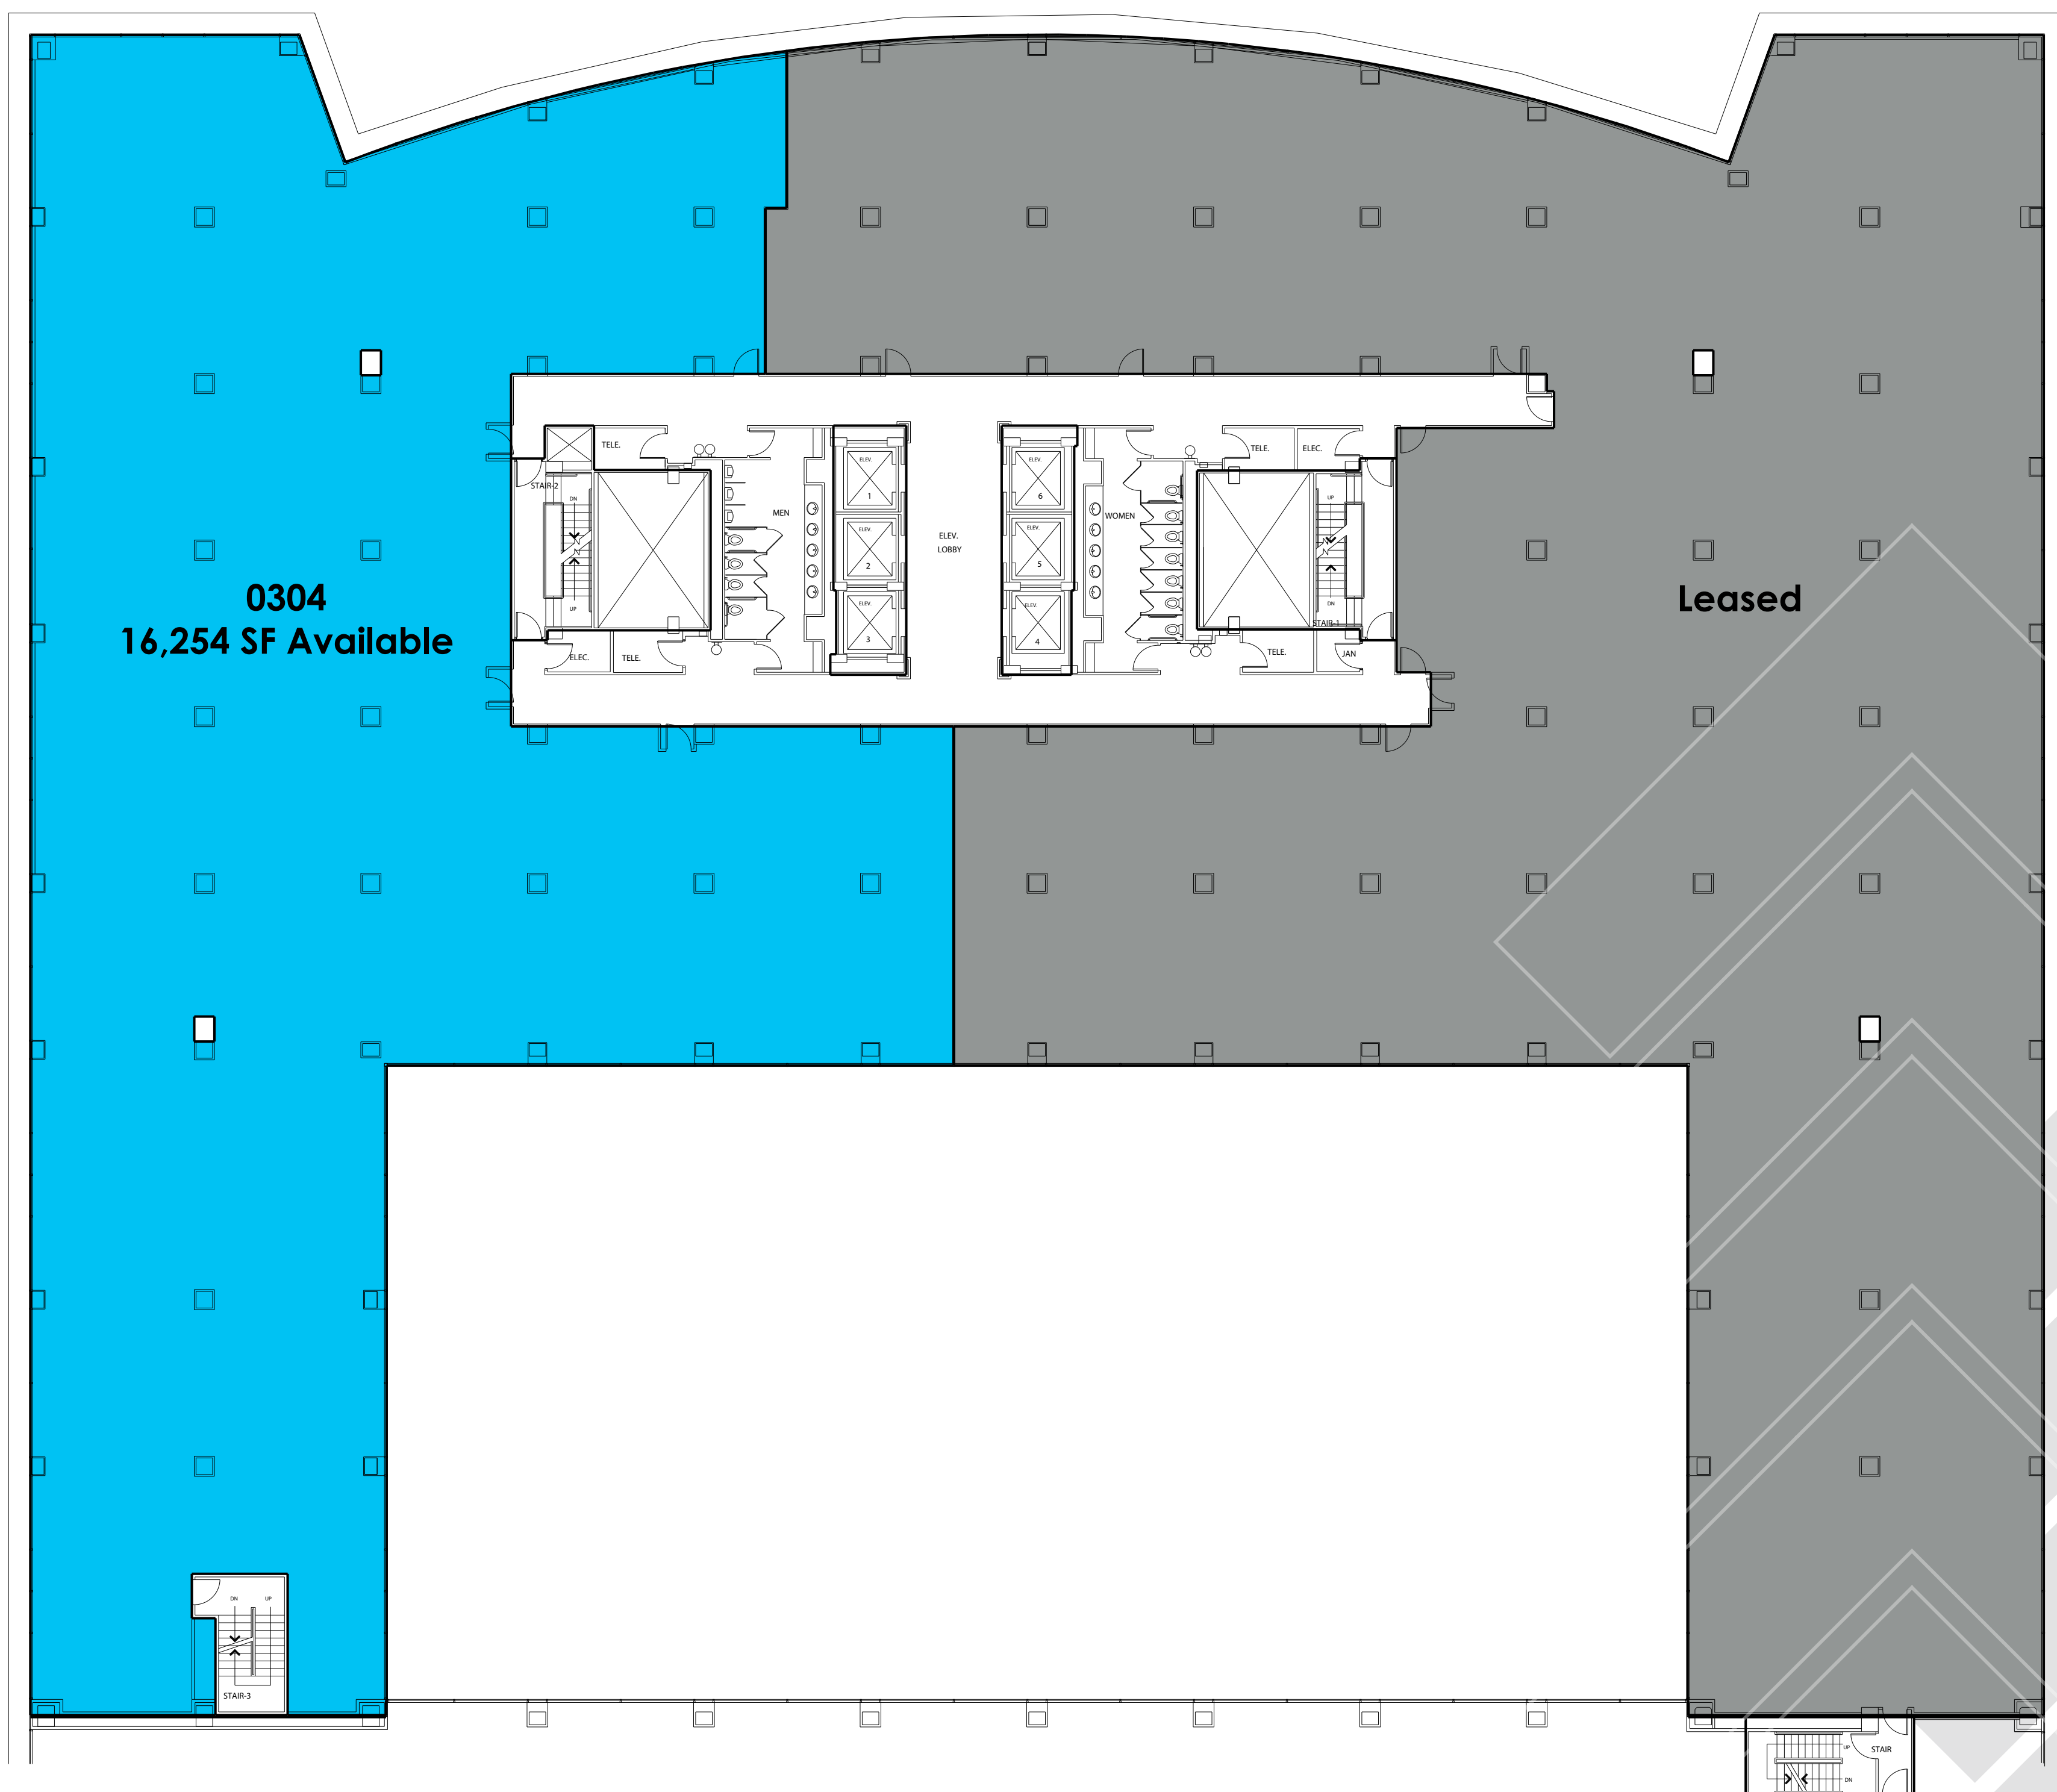 TELE.
TELE.
ELEC.
ELEV.
1
ELEV.
6
STAIR-2
DN
UP
MEN
WOMEN
ELEV.
LOBBY
ELEV.
2
ELEV.
5
0304
16,254 SF Available
Leased
UP
DN
ELEV.
3
ELEV.
4
STAIR-1
ELEC.
TELE.
TELE.
JAN
DN
UP
STAIR-3
UP
STAIR
DN